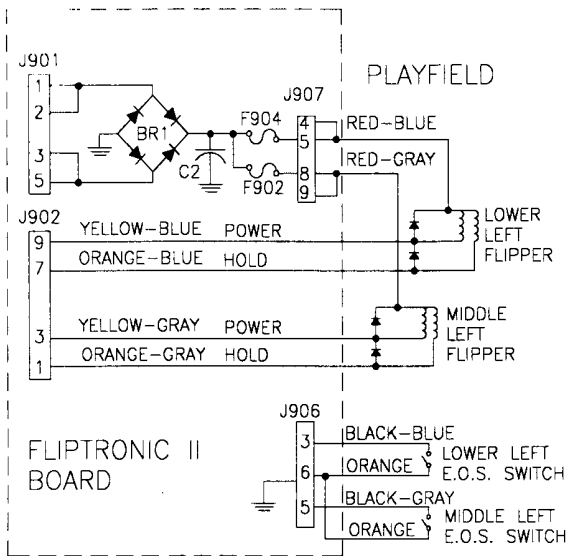 J901
1
2
3
5
BR1
C2
F904
F902
J907
4
5
8
9
PLAYFIELD
RED-BLUE
RED-GRAY
J902
9
7
3
1
YELLOW-BLUE POWER
ORANGE-BLUE HOLD
YELLOW-GRAY POWER
ORANGE-GRAY HOLD
LOWER
LEFT
FLIPPER
MIDDLE
LEFT
FLIPPER
FLIPTRONIC II
BOARD
J906
3
6
5
BLACK-BLUE
ORANGE
BLACK-GRAY
ORANGE
LOWER LEFT
E.O.S. SWITCH
MIDDLE LEFT
E.O.S. SWITCH